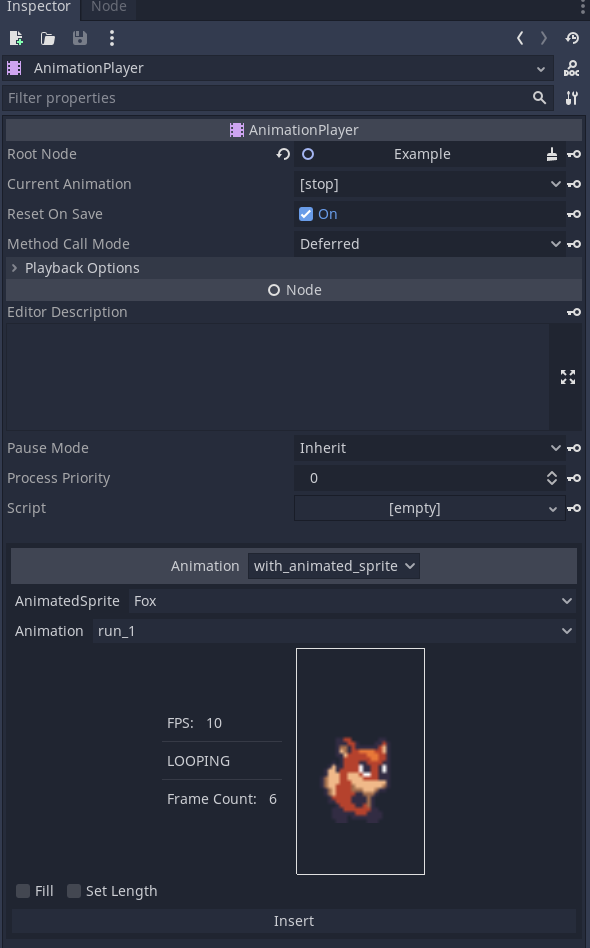 Inspector Node
AnimationPlayer
DOC
Filter properties
AnimationPlayer
Root Node Example
Current Animation [stop]
Reset On Save On
Method Call Mode Deferred
Playback Options
Node
Editor Description
Pause Mode Inherit
Process Priority 0
Script [empty]
Animation with_animated_sprite
AnimatedSprite Fox
Animation run_1
FPS: 10
LOOPING
Frame Count: 6
Fill Set Length
Insert